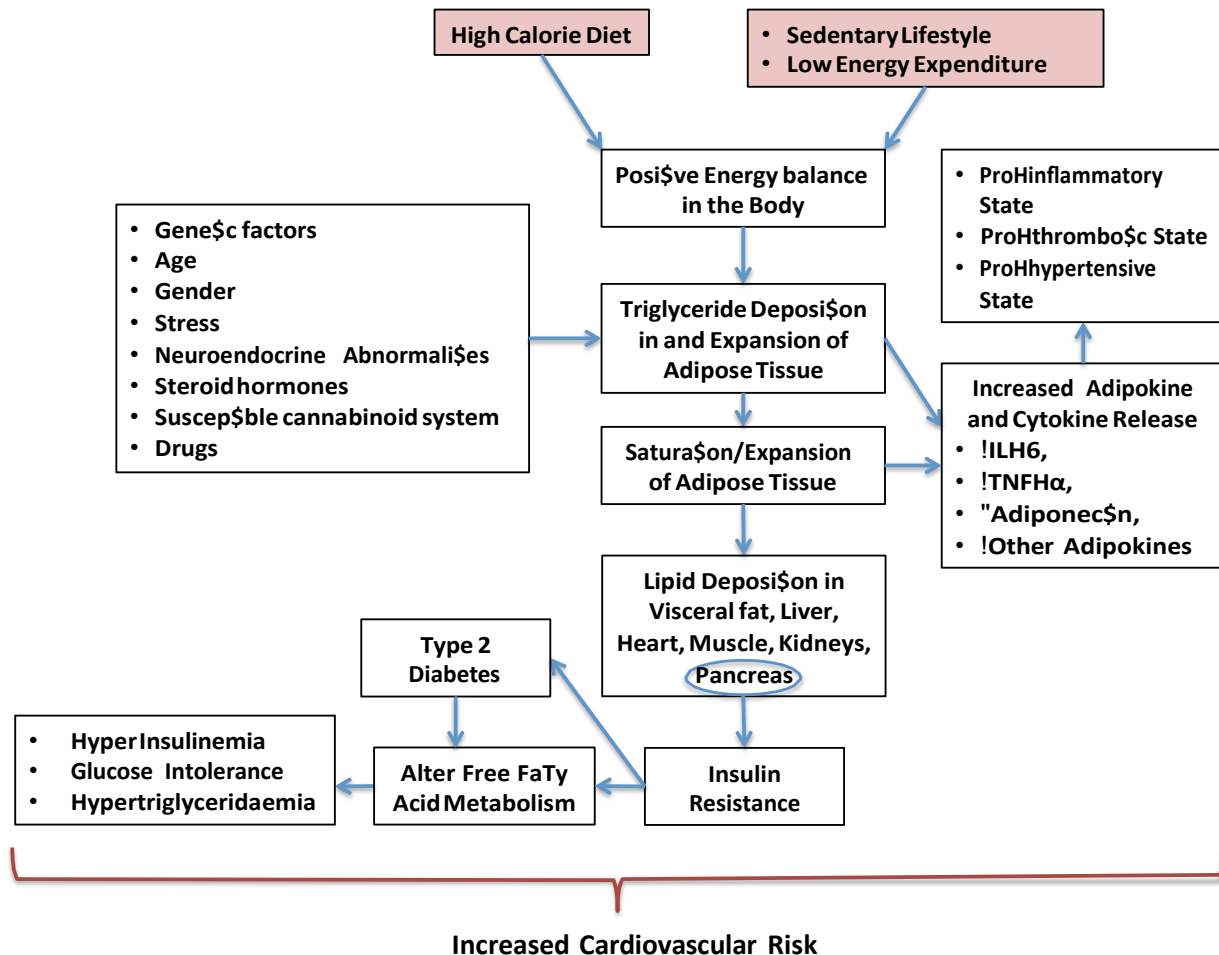 High Calorie Diet
• Sedentary Lifestyle
• Low Energy Expenditure
Posi$ve Energy balance
in the Body
• ProHinflammatory
State
• ProHthrombo$c State
• ProHhypertensive
State
• Gene$c factors
• Age
• Gender
• Stress
• Neuroendocrine Abnormali$es
• Steroid hormones
• Suscep$ble cannabinoid system
• Drugs
Triglyceride Deposi$on
in and Expansion of
Adipose Tissue
Increased Adipokine
and Cytokine Release
• !ILH6,
• !TNFHα,
• "Adiponec$n,
• !Other Adipokines
Satura$on/Expansion
of Adipose Tissue
Lipid Deposi$on in
Visceral fat, Liver,
Heart, Muscle, Kidneys,
Pancreas
Type 2
Diabetes
• Hyper Insulinemia
• Glucose Intolerance
• Hypertriglyceridaemia
Alter Free FaTy
Acid Metabolism
Insulin
Resistance
Increased Cardiovascular Risk